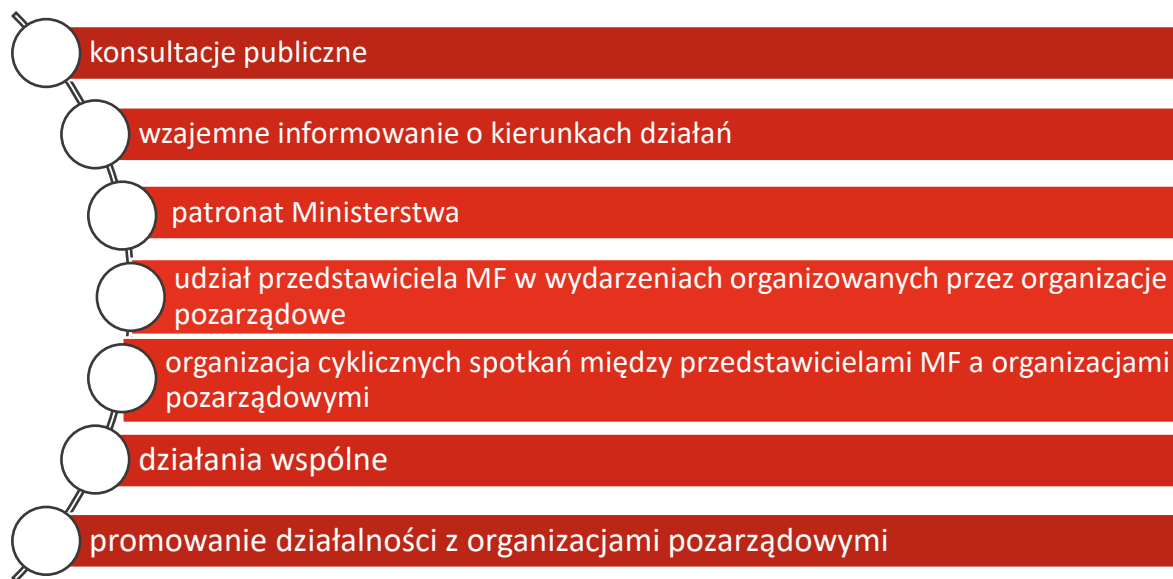 konsultacje publiczne
wzajemne informowanie o kierunkach działań
patronat Ministerstwa
udział przedstawiciela MF w wydarzeniach organizowanych przez organizacje
pozarządowe
organizacja cyklicznych spotkań między przedstawicielami MF a organizacjami
pozarządowymi
działania wspólne
promowanie działalności z organizacjami pozarządowymi